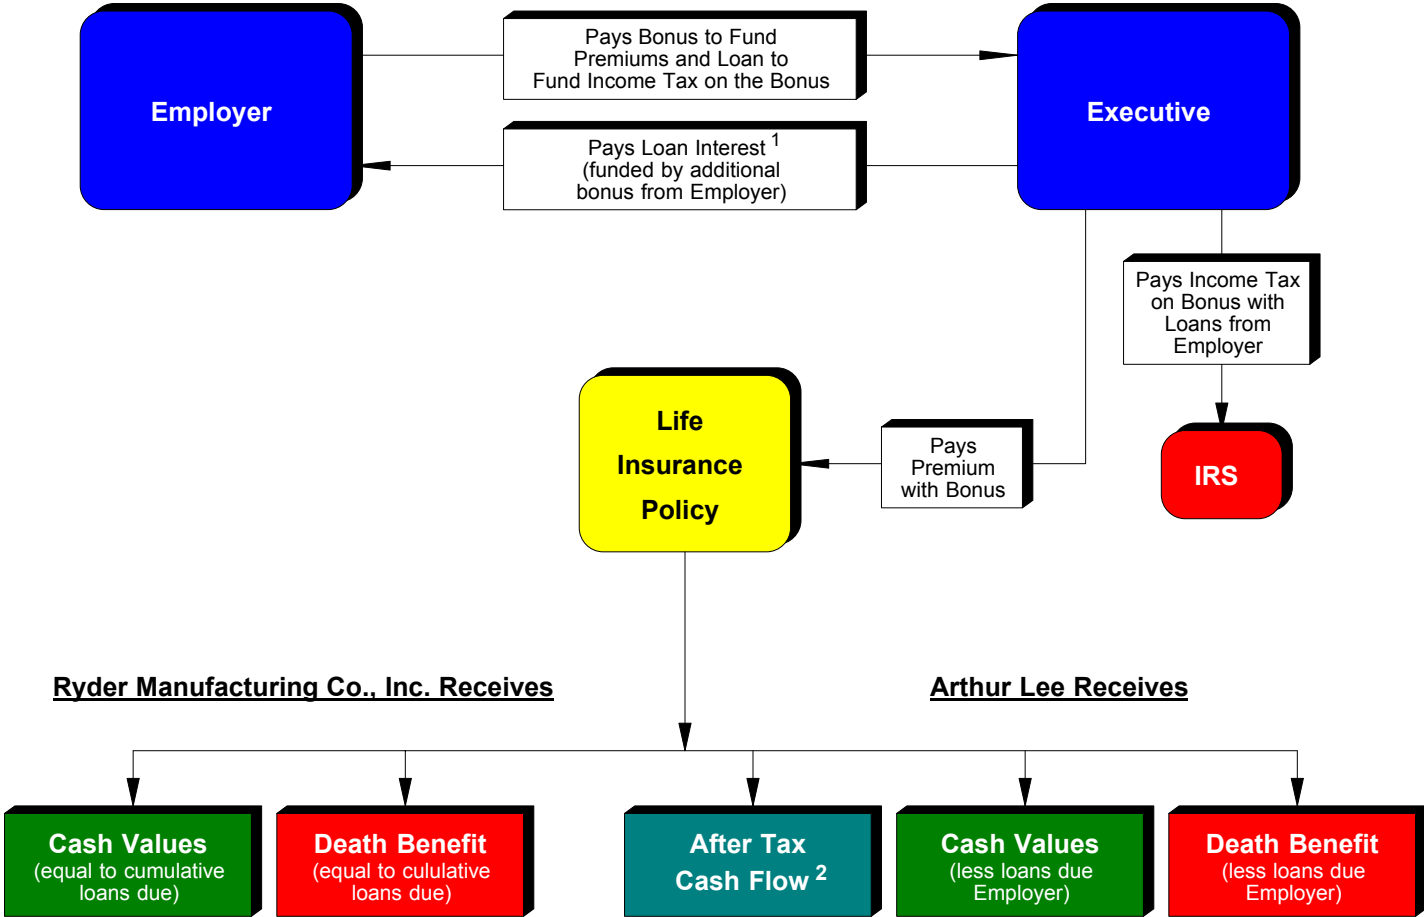 Employer
Pays Bonus to Fund
Premiums and Loan to
Fund Income Tax on the Bonus
Executive
Pays Loan Interest 1
(funded by additional
bonus from Employer)
Pays Income Tax
on Bonus with
Loans from
Employer
Life
Insurance
Policy
Pays
Premium
with Bonus
IRS
Ryder Manufacturing Co., Inc. Receives
Arthur Lee Receives
Cash Values
(equal to cumulative
loans due)
Death Benefit
(equal to cululative
loans due)
After Tax
Cash Flow 2
Cash Values
(less loans due
Employer)
Death Benefit
(less loans due
Employer)